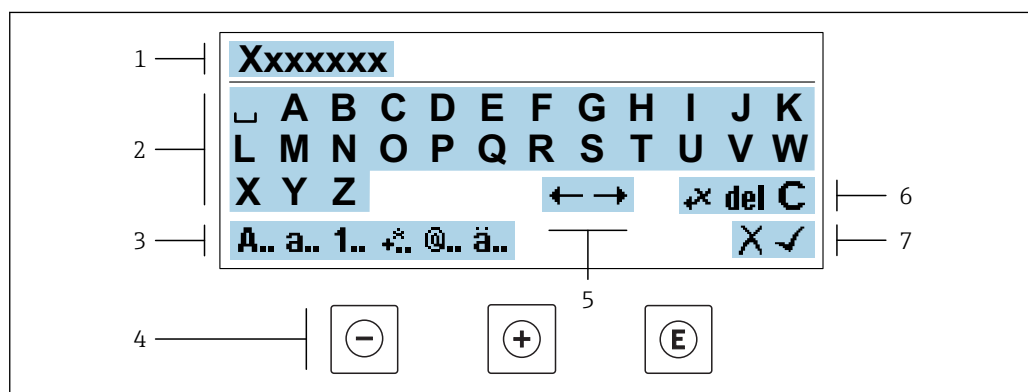 1 Xxxxxxx
2 ␣ A B C D E F G H I J K
L M N O P Q R S T U V W
X Y Z ← → +x del C 6
3 A.. a.. 1.. +*.. @.. ä.. X ✓ 7
5
4 − + E